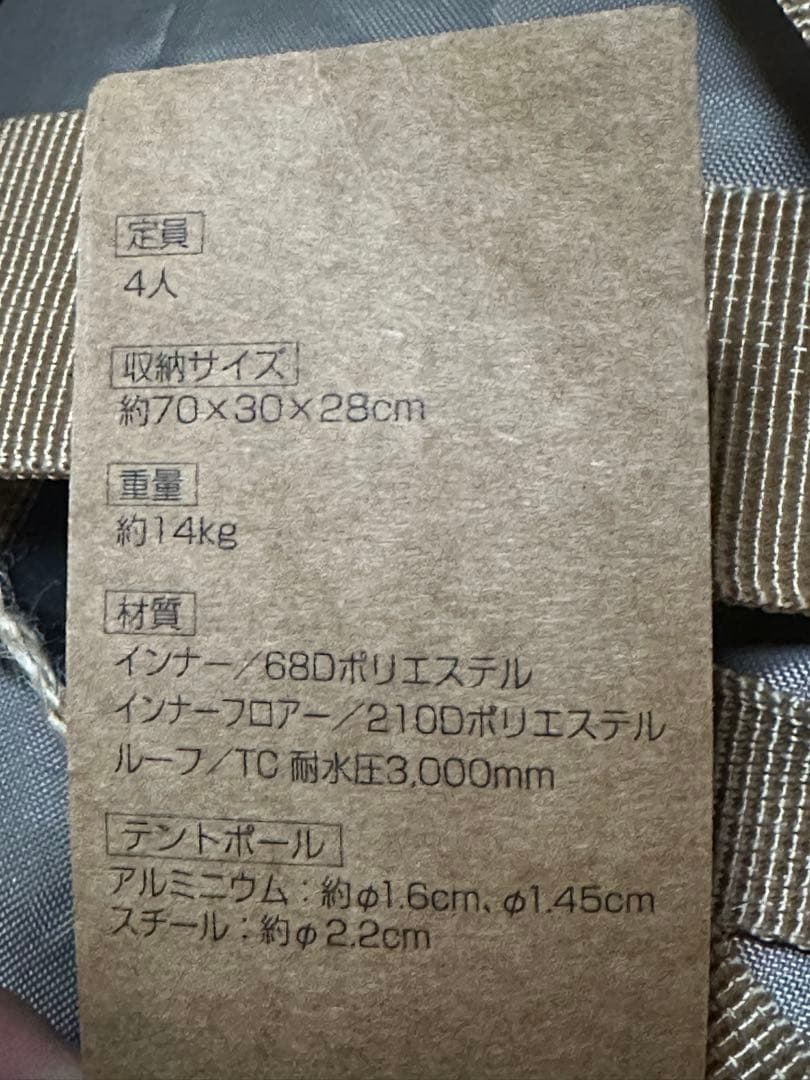 定員
4人
収納サイズ
約70×30×28cm
重量
約14kg
材質
インナー/68Dポリエステル
インナーフロアー/210Dポリエステル
ルーフ/TC 耐水圧3,000mm
テントポール
アルミニウム:約φ1.6cm、φ1.45cm
スチール:約φ2.2cm